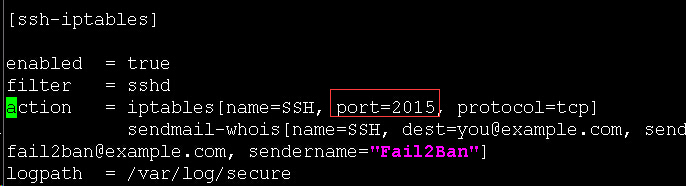 [ssh-iptables]
enabled = true
filter = sshd
action = iptables[name=SSH, port=2015, protocol=tcp]
sendmail-whois[name=SSH, dest=you@example.com, send
fail2ban@example.com, sendername="Fail2Ban"]
logpath = /var/log/secure